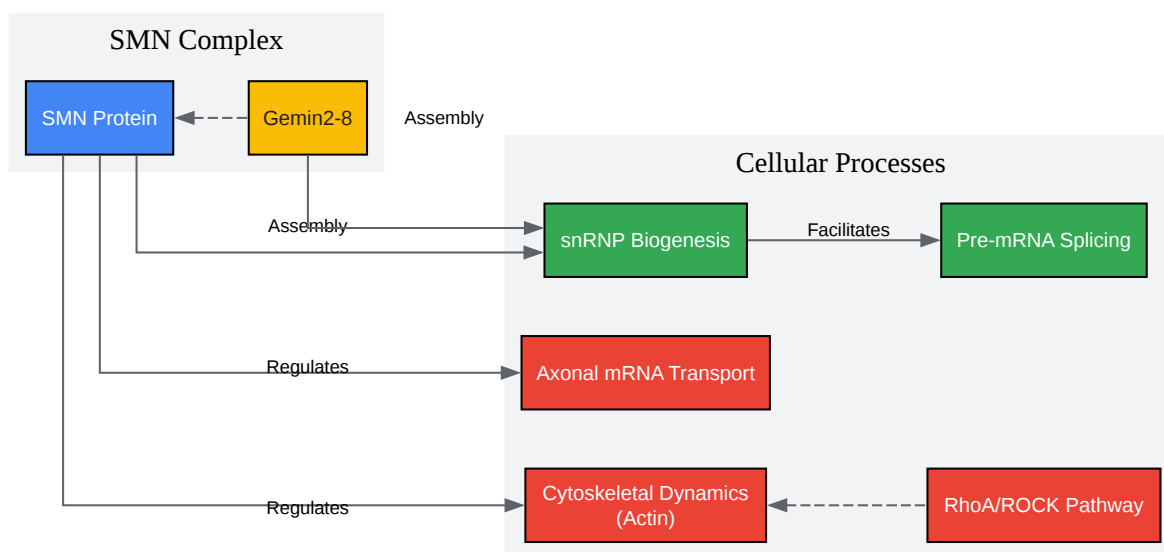 SMN Complex
SMN Protein
Gemin2-8
Assembly
Cellular Processes
Assembly
snRNP Biogenesis
Facilitates
Pre-mRNA Splicing
Regulates
Axonal mRNA Transport
Regulates
Cytoskeletal Dynamics
(Actin)
RhoA/ROCK Pathway